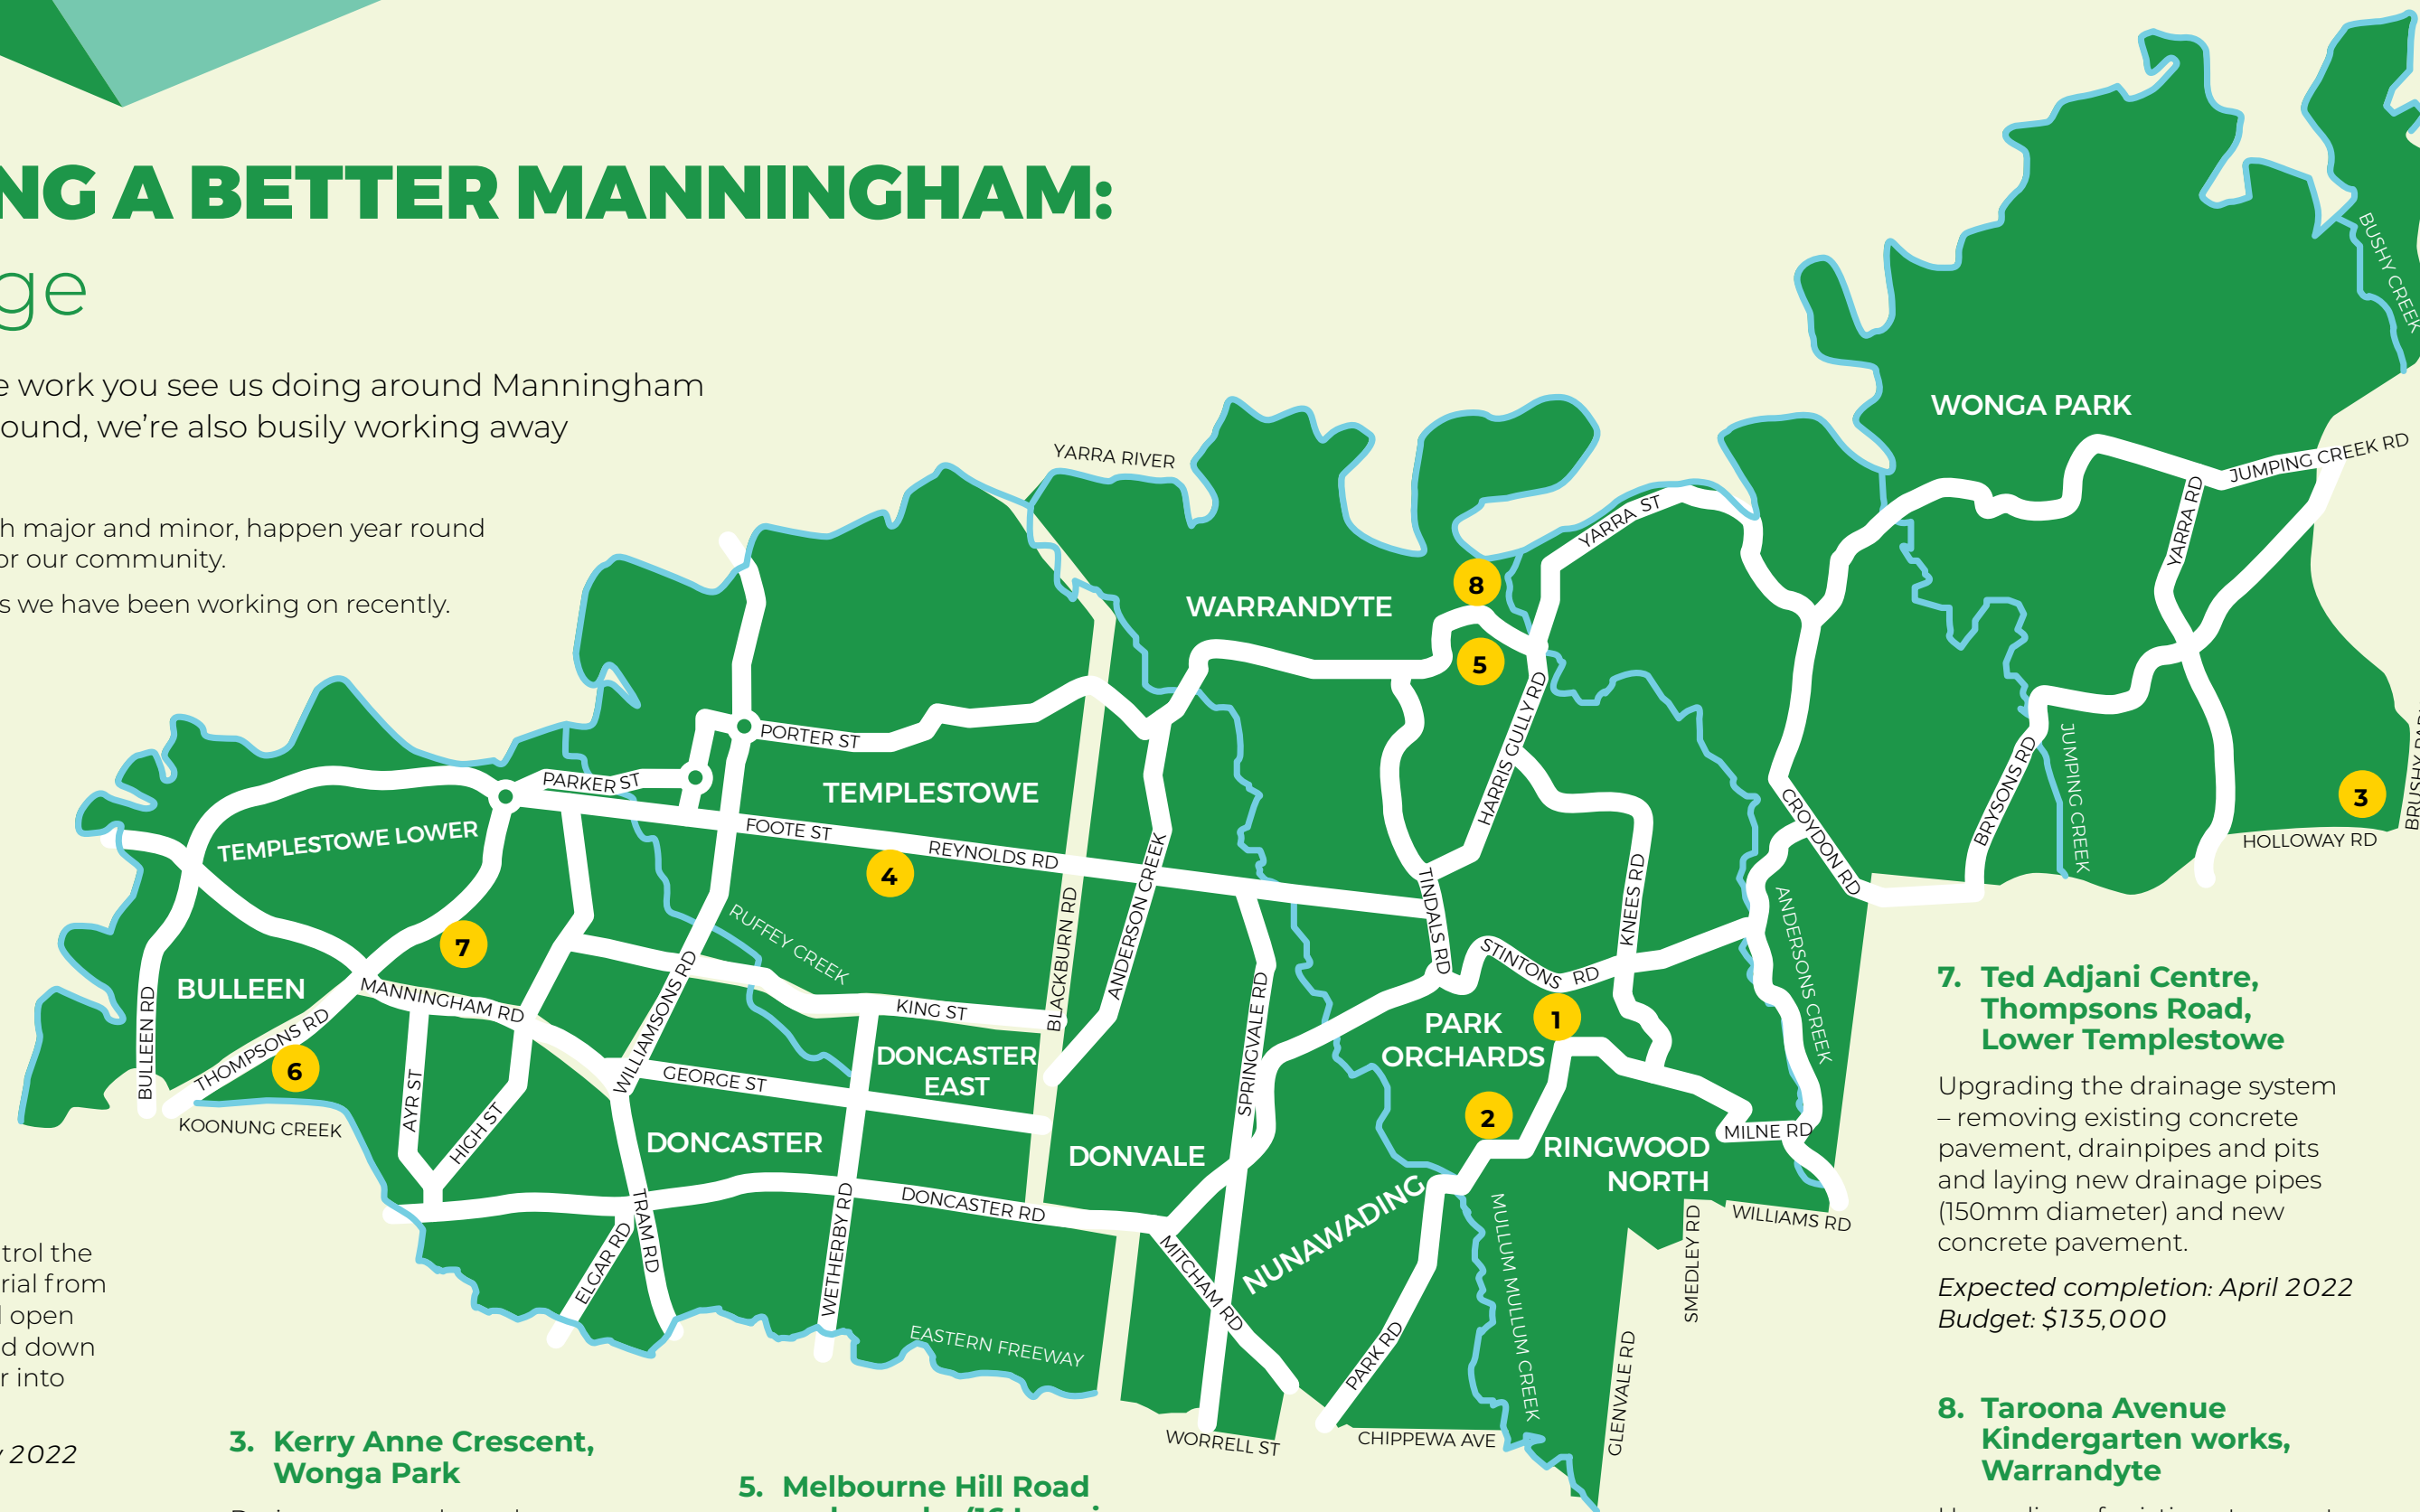 NG A BETTER MANNINGHAM:
ge
e work you see us doing around Manningham
ound, we're also busily working away
h major and minor, happen year round
or our community.
s we have been working on recently.
YARRA RIVER
WONGA PARK
BUSHY CREEK
JUMPING CREEK RD
YARRA RD
YARRA ST
8
WARRANDYTE
5
HARRIS GULLY RD
PORTER ST
PARKER ST
TEMPLESTOWE
TEMPLESTOWE LOWER
FOOTE ST
REYNOLDS RD
4
7
RUFFEY CREEK
BLACKBURN RD
ANDERSON CREEK
TINDALS RD
KNEES RD
STINTONS RD
CROYDON RD
BRYSONS RD
JUMPING CREEK
3
HOLLOWAY RD
ANDERSONS CREEK
BULLEEN
BULLEEN RD
MANNINGHAM RD
THOMPSONS RD
6
KOONUNG CREEK
AYR ST
HIGH ST
WILLIAMSONS RD
KING ST
DONCASTER
EAST
GEORGE ST
DONCASTER
DONVALE
SPRINGVALE RD
PARK
ORCHARDS
1
2
RINGWOOD
NORTH
MILNE RD
WILLIAMS RD
SMEDLEY RD
NUNAWADING
MULLUM MULLUM CREEK
DONCASTER RD
TRAM RD
ELGAR RD
WETHERBY RD
MITCHAM RD
EASTERN FREEWAY
PARK RD
GLENVALE RD
WORRELL ST
CHIPPEWA AVE
trol the
rial from
open
d down
r into
2022
3. Kerry Anne Crescent,
Wonga Park
5. Melbourne Hill Road
7. Ted Adjani Centre,
Thompsons Road,
Lower Templestowe
Upgrading the drainage system
– removing existing concrete
pavement, drainpipes and pits
and laying new drainage pipes
(150mm diameter) and new
concrete pavement.
Expected completion: April 2022
Budget: $135,000
8. Taroona Avenue
Kindergarten works,
Warrandyte